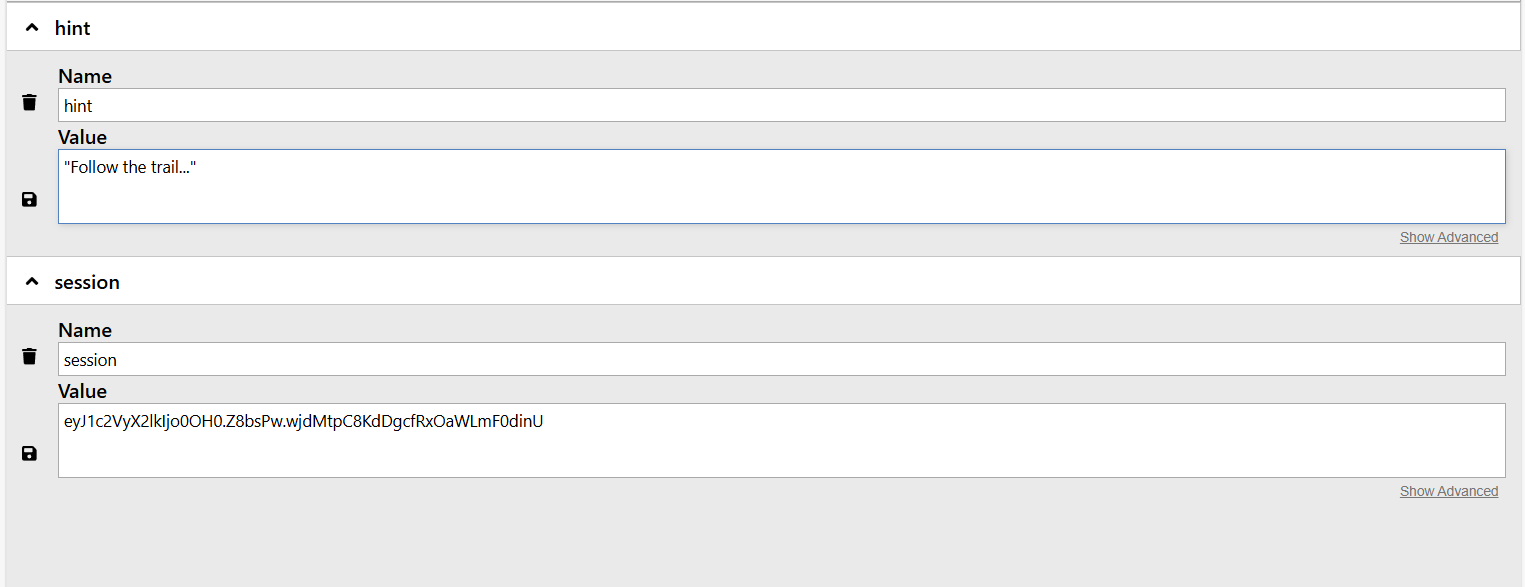 hint
Name
hint
Value
"Follow the trail..."
Show Advanced
session
Name
session
Value
eyJ1c2VyX2lkIjo0OH0.Z8bsPw.wjdMtpC8KdDgcfRxOaWLmF0dinU
Show Advanced